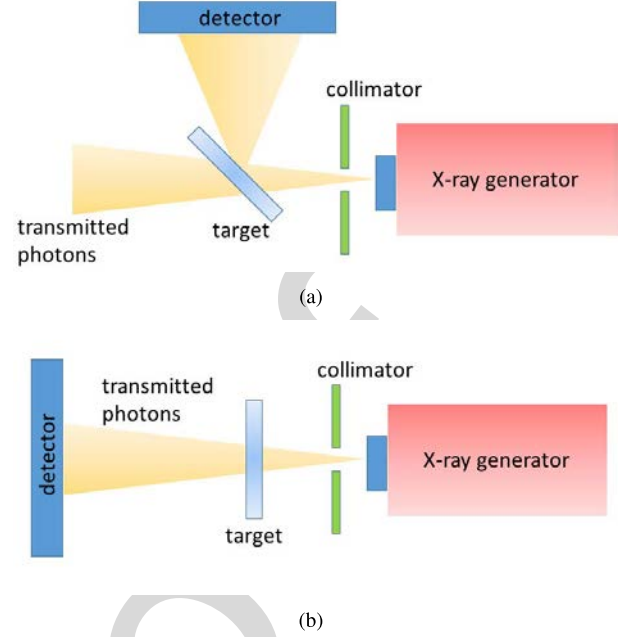 detector
collimator
X-ray generator
transmitted
photons
target
(a)
collimator
transmitted
photons
detector
X-ray generator
target
(b)